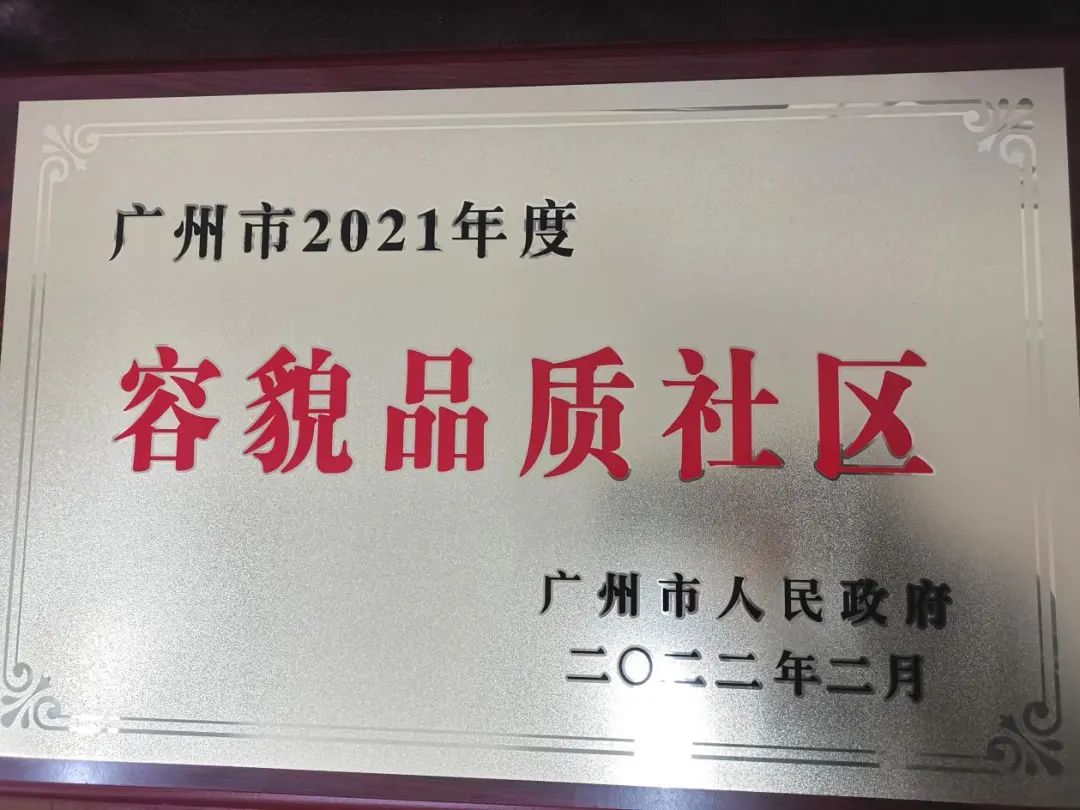 广州市2021年度
容貌品质社区
广州市人民政府
二〇二二年二月